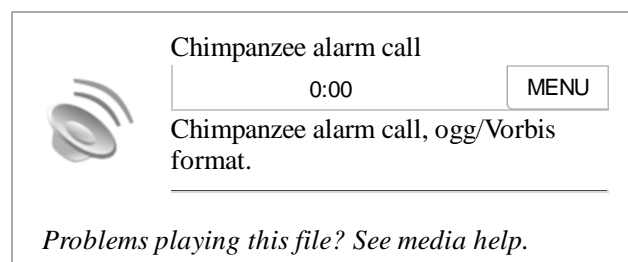 Chimpanzee alarm call
0:00 MENU
Chimpanzee alarm call, ogg/Vorbis
format.
Problems playing this file? See media help.